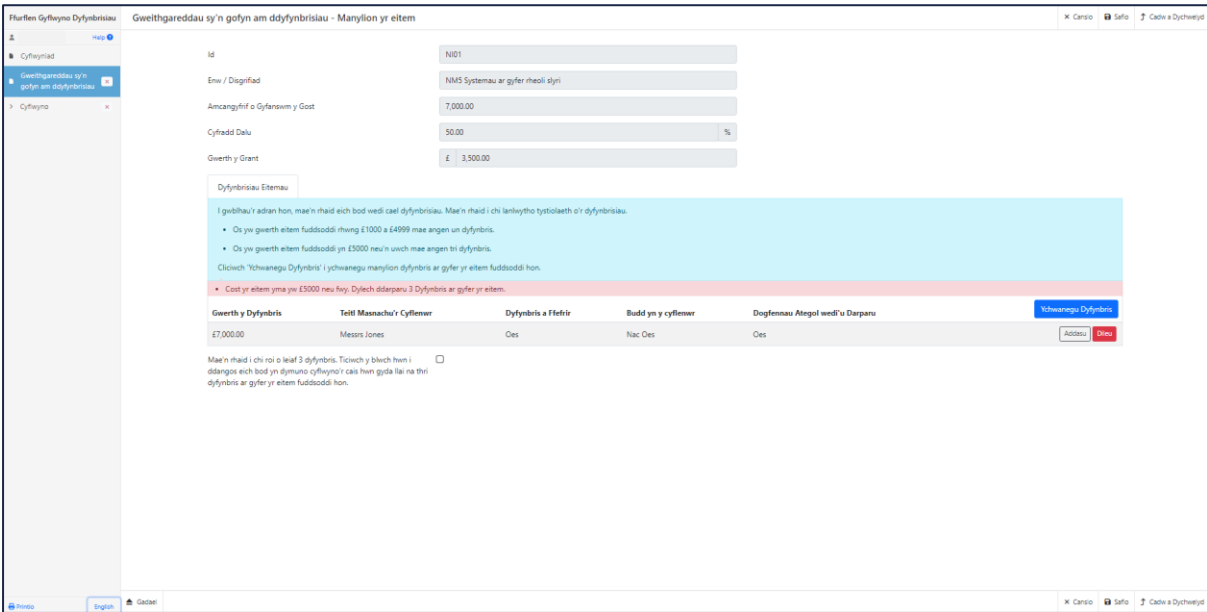 Ffurflen Gyflwyno Dyfynbrisiau
Gweithgareddau sy'n gofyn am ddyfynbrisiau - Manylion yr eitem
Canslo
Safio
Cadw a Dychwelyd
Help
Cyflwyniad
Gweithgareddau sy'n
gofyn am ddyfynbrisiau
Cyflwyno
Id
NI01
Enw / Disgrifiad
NM5 Systemau ar gyfer rheoli slyri
Amcangyfrif o Gyfanswm y Gost
7,000.00
Cyfradd Dalu
50.00 %
Gwerth y Grant
£ 3,500.00
Dyfynbrisiau Eitemau
I gwblhau'r adran hon, mae'n rhaid eich bod wedi cael dyfynbrisiau. Mae'n rhaid i chi lanlwytho tystiolaeth o'r dyfynbrisiau.
• Os yw gwerth eitem fuddsoddi rhwng £1000 a £4999 mae angen un dyfynbris.
• Os yw gwerth eitem fuddsoddi yn £5000 neu'n uwch mae angen tri dyfynbris.
Cliciwch 'Ychwanegu Dyfynbris' i ychwanegu manylion dyfynbris ar gyfer yr eitem fuddsoddi hon.
• Cost yr eitem yma yw £5000 neu fwy. Dylech ddarparu 3 Dyfynbris ar gyfer yr eitem.
Gwerth y Dyfynbris Teitl Masnachu'r Cyflenwr Dyfynbris a Ffefrir Budd yn y cyflenwr Dogfennau Ategol wedi'u Darparu Ychwanegu Dyfynbris
£7,000.00 Messrs Jones Oes Nac Oes Oes Addasu Dileu
Mae'n rhaid i chi roi o leiaf 3 dyfynbris. Ticiwch y blwch hwn i
ddangos eich bod yn dymuno cyflwyno'r cais hwn gyda llai na thri
dyfynbris ar gyfer yr eitem fuddsoddi hon.
Printio
English
Gadael
Canslo
Safio
Cadw a Dychwelyd